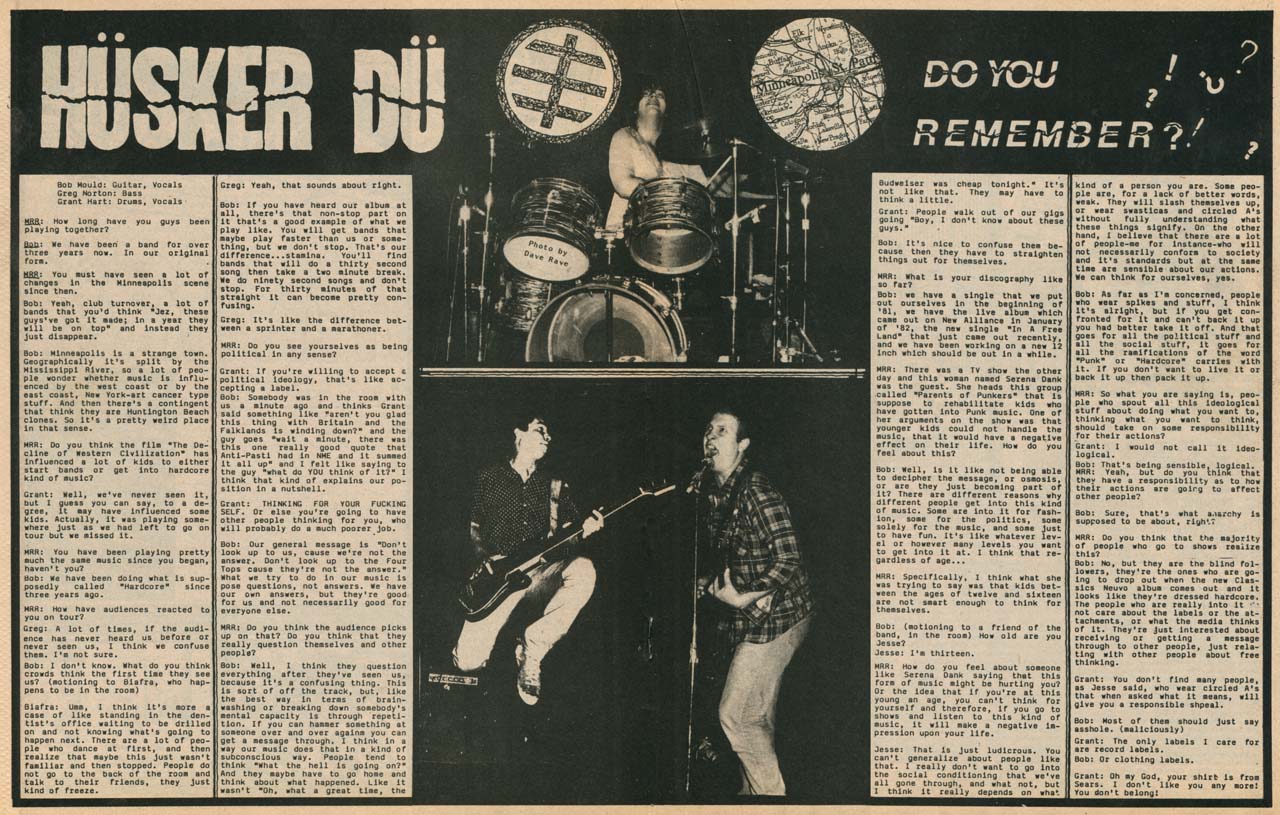 HÜSKER DÜ
DO YOU
REMEMBER?!
! ? ? ?
Elk River
Minneapolis
St. Paul
Bob Mould: Guitar, Vocals
Greg Norton: Bass
Grant Hart: Drums, Vocals
MRR: How long have you guys been
playing together?
Bob: We have been a band for over
three years now. In our original
form.
MRR: You must have seen a lot of
changes in the Minneapolis scene
since then.
Bob: Yeah, club turnover, a lot of
bands that you'd think "Jez, these
guys've got it made; in a year they
will be on top" and instead they
just disappear.
Bob: Minneapolis is a strange town.
Geographically it's split by the
Mississippi River, so a lot of peo-
ple wonder whether music is influ-
enced by the west coast or by the
east coast, New York-art cancer type
stuff. And then there's a contingent
that think they are Huntington Beach
clones. So it's a pretty weird place
in that sense.
MRR: Do you think the film "The De-
cline of Western Civilization" has
influenced a lot of kids to either
start bands or get into hardcore
kind of music?
Grant: Well, we've never seen it,
but I guess you can say, to a de-
gree, it may have influenced some
kids. Actually, it was playing some-
where just as we had left to go on
tour but we missed it.
MRR: You have been playing pretty
much the same music since you began,
haven't you?
Bob: We have been doing what is sup-
posedly called "Hardcore" since
three years ago.
MRR: How have audiences reacted to
you on tour?
Greg: A lot of times, if the audi-
ence has never heard us before or
never seen us, I think we confuse
them. I'm not sure.
Bob: I don't know. What do you think
crowds think the first time they see
us? (motioning to Biafra, who hap-
pens to be in the room)
Biafra: Umm, I think it's more a
case of like standing in the den-
tist's office waiting to be drilled
on and not knowing what's going to
happen next. There are a lot of peo-
ple who dance at first, and then
realize that maybe this just wasn't
familiar and then stopped. People do
not go to the back of the room and
talk to their friends, they just
kind of freeze.
Greg: Yeah, that sounds about right.
Bob: If you have heard our album at
all, there's that non-stop part on
it that's a good example of what we
play like. You will get bands that
maybe play faster than us or some-
thing, but we don't stop. That's our
difference...stamina. You'll find
bands that will do a thirty second
song then take a two minute break.
We do ninety second songs and don't
stop. For thirty minutes of that
straight it can become pretty con-
fusing.
Greg: It's like the difference bet-
ween a sprinter and a marathoner.
MRR: Do you see yourselves as being
political in any sense?
Grant: If you're willing to accept a
political ideology, that's like ac-
cepting a label.
Bob: Somebody was in the room with
us a minute ago and thinks Grant
said something like "aren't you glad
this thing with Britain and the
Falklands is winding down?" and the
guy goes "wait a minute, there was
this one really good quote that
Anti-Pasti had in NME and it summed
it all up" and I felt like saying to
the guy "what do YOU think of it?" I
think that kind of explains our po-
sition in a nutshell.
Grant: THINKING FOR YOUR FUCKING
SELF. Or else you're going to have
other people thinking for you, who
will probably do a much poorer job.
Bob: Our general message is "Don't
look up to us, cause we're not the
answer. Don't look up to the Four
Tops cause they're not the answer."
What we try to do in our music is
pose questions, not answers. We have
our own answers, but they're good
for us and not necessarily good for
everyone else.
MRR: Do you think the audience picks
up on that? Do you think that they
really question themselves and other
people?
Bob: Well, I think they question
everything after they've seen us,
because it's a confusing thing. This
is sort of off the track, but, like
the best way in terms of brain-
washing or breaking down somebody's
mental capacity is through repeti-
tion. If you can hammer something at
someone over and over againm you can
get a message through. I think in a
way our music does that in a kind of
subconscious way. People tend to
think "What the hell is going on?"
And they maybe have to go home and
think about what happened. Like it
wasn't "Oh, what a great time, the
Photo by
Dave Rave
Budweiser was cheap tonight." It's
not like that. They may have to
think a little.
Grant: People walk out of our gigs
going "Boy, I don't know about these
guys."
Bob: It's nice to confuse them be-
cause then they have to straighten
things out for themselves.
MRR: What is your discography like
so far?
Bob: we have a single that we put
out ourselves in the beginning of
'81, we have the live album which
came out on New Alliance in January
of '82, the new single "In A Free
Land" that just came out recently,
and we have been working on a new 12
inch which should be out in a while.
MRR: There was a TV show the other
day and this woman named Serena Dank
was the guest. She heads this group
called "Parents of Punkers" that is
suppose to rehabilitate kids who
have gotten into Punk music. One of
her arguments on the show was that
younger kids could not handle the
music, that it would have a negative
effect on their life. How do you
feel about this?
Bob: Well, is it like not being able
to decipher the message, or osmosis,
or are they just becoming part of
it? There are different reasons why
different people get into this kind
of music. Some are into it for fash-
ion, some for the politics, some
solely for the music, and some just
to have fun. It's like whatever lev-
el or however many levels you want
to get into it at. I think that re-
gardless of age...
MRR: Specifically, I think what she
was trying to say was that kids bet-
ween the ages of twelve and sixteen
are not smart enough to think for
themselves.
Bob: (motioning to a friend of the
band, in the room) How old are you
Jesse?
Jesse: I'm thirteen.
MRR: How do you feel about someone
like Serena Dank saying that this
form of music might be hurting you?
Or the idea that if you're at this
young an age, you can't think for
yourself and therefore, if you go to
shows and listen to this kind of
music, it will make a negative im-
pression upon your life.
Jesse: That is just ludicrous. You
can't generalize about people like
that. I really don't want to go into
the social conditioning that we've
all gone through, and what not, but
I think it really depends on what
kind of a person you are. Some peo-
ple are, for a lack of better words,
weak. They will slash themselves up,
or wear swasticas and circled A's
without fully understanding what
these things signify. On the other
hand, I believe that there are a lot
of people-me for instance-who will
not necessarily conform to society
and it's standards but at the same
time are sensible about our actions.
We can think for ourselves, yes.
Bob: As far as I'm concerned, people
who wear spikes and stuff, I think
it's alright, but if you get con-
fronted for it and can't back it up
you had better take it off. And that
goes for all the political stuff and
all the social stuff, it goes for
all the ramifications of the word
"Punk" or "Hardcore" carries with
it. If you don't want to live it or
back it up then pack it up.
MRR: So what you are saying is, peo-
ple who spout all this ideological
stuff about doing what you want to,
thinking what you want to think,
should take on some responsibility
for their actions?
Grant: I would not call it ideo-
logical.
Bob: That's being sensible, logical.
MRR: Yeah, but do you think that
they have a responsibility as to how
their actions are going to affect
other people?
Bob: Sure, that's what anarchy is
supposed to be about, right?
MRR: Do you think that the majority
of people who go to shows realize
this?
Bob: No, but they are the blind fol-
lowers, they're the ones who are go-
ing to drop out when the new Clas-
sics Neuvo album comes out and it
looks like they're dressed hardcore.
The people who are really into it do
not care about the labels or the at-
tachments, or what the media thinks
of it. They're just interested about
receiving or getting a message
through to other people, just rela-
ting with other people about free
thinking.
Grant: You don't find many people,
as Jesse said, who wear circled A's
that when asked what it means, will
give you a responsible shpeal.
Bob: Most of them should just say
asshole. (maliciously)
Grant: The only labels I care for
are record labels.
Bob: Or clothing labels.
Grant: Oh my God, your shirt is from
Sears. I don't like you any more!
You don't belong!